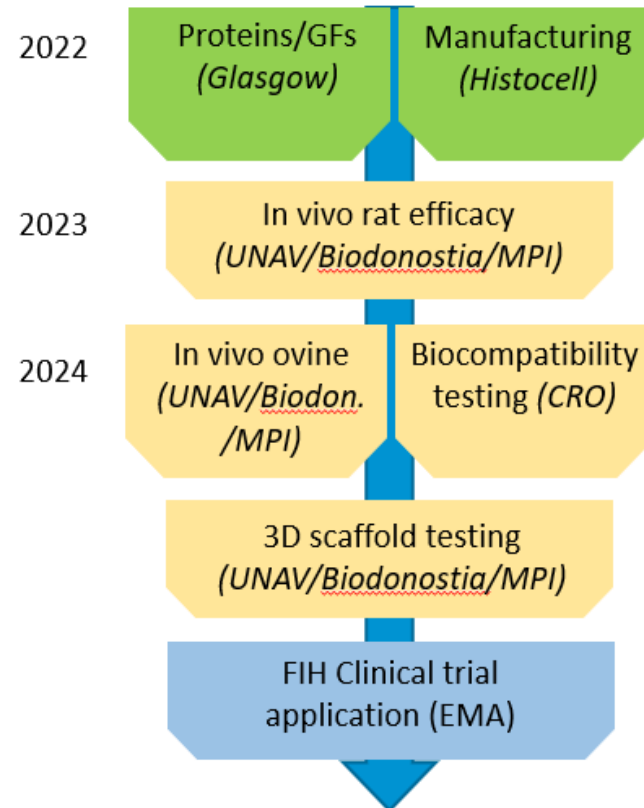 2022
Proteins/GFs
(Glasgow)
Manufacturing
(Histocell)
2023
In vivo rat efficacy
(UNAV/Biodonostia/MPI)
2024
In vivo ovine
(UNAV/Biodon.
/MPI)
Biocompatibility
testing (CRO)
3D scaffold testing
(UNAV/Biodonostia/MPI)
FIH Clinical trial
application (EMA)